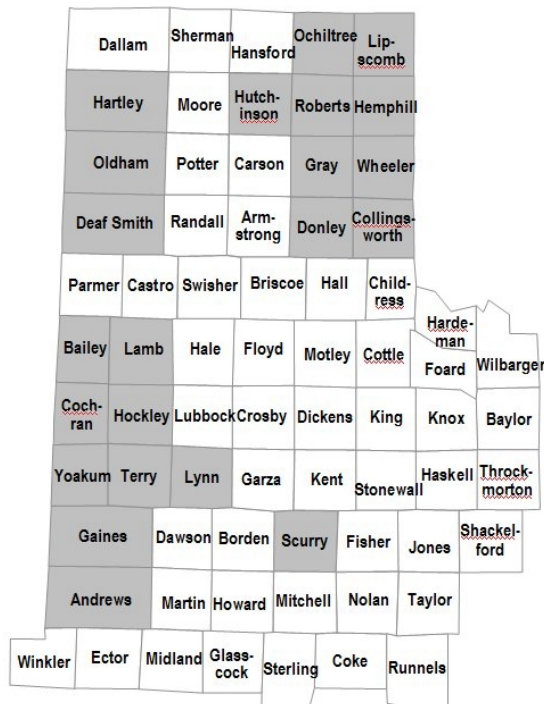 Dallam
Sherman
Hansford
Ochiltree
Lip-
scomb
Hartley
Moore
Hutch-
inson
Roberts
Hemphill
Oldham
Potter
Carson
Gray
Wheeler
Deaf Smith
Randall
Arm-
strong
Donley
Collings-
worth
Parmer
Castro
Swisher
Briscoe
Hall
Child-
ress
Harde-
man
Bailey
Lamb
Hale
Floyd
Motley
Cottle
Foard
Wilbarger
Coch-
ran
Hockley
Lubbock
Crosby
Dickens
King
Knox
Baylor
Yoakum
Terry
Lynn
Garza
Kent
Stonewall
Haskell
Throck-
morton
Gaines
Dawson
Borden
Scurry
Fisher
Jones
Shackel-
ford
Andrews
Martin
Howard
Mitchell
Nolan
Taylor
Winkler
Ector
Midland
Glass-
cock
Sterling
Coke
Runnels